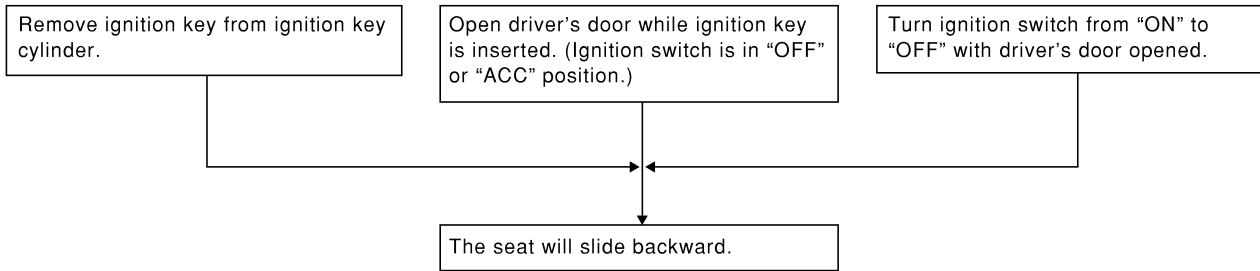 Remove ignition key from ignition key
cylinder.
Open driver’s door while ignition key
is inserted. (Ignition switch is in “OFF”
or “ACC” position.)
Turn ignition switch from “ON” to
“OFF” with driver’s door opened.
The seat will slide backward.